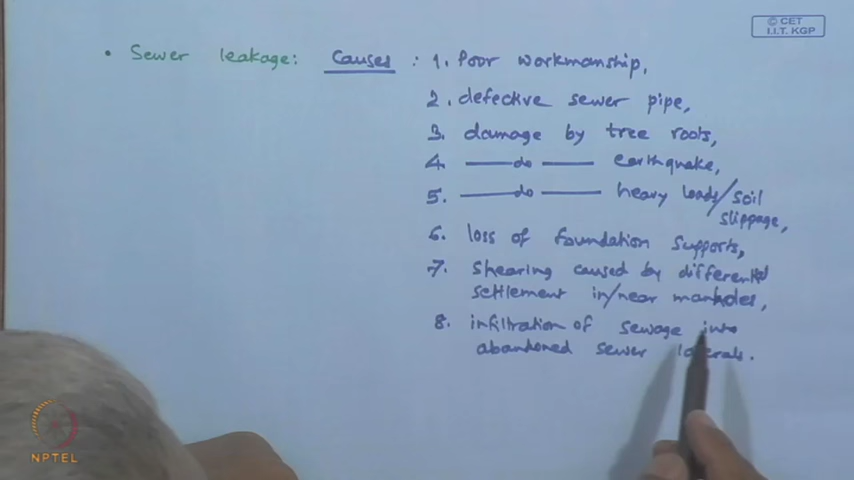 © CET
I.I.T. KGP
• Sewer leakage: Causes : 1. Poor workmanship,
2. defective sewer pipe,
3. damage by tree roots,
4. —— do —— earthquake,
5. —— do —— heavy loads/soil
slippage,
6. loss of foundation supports,
7. Shearing caused by differential
settlement in/near manholes,
8. infiltration of sewage into
abandoned sewer laterals.
NPTEL